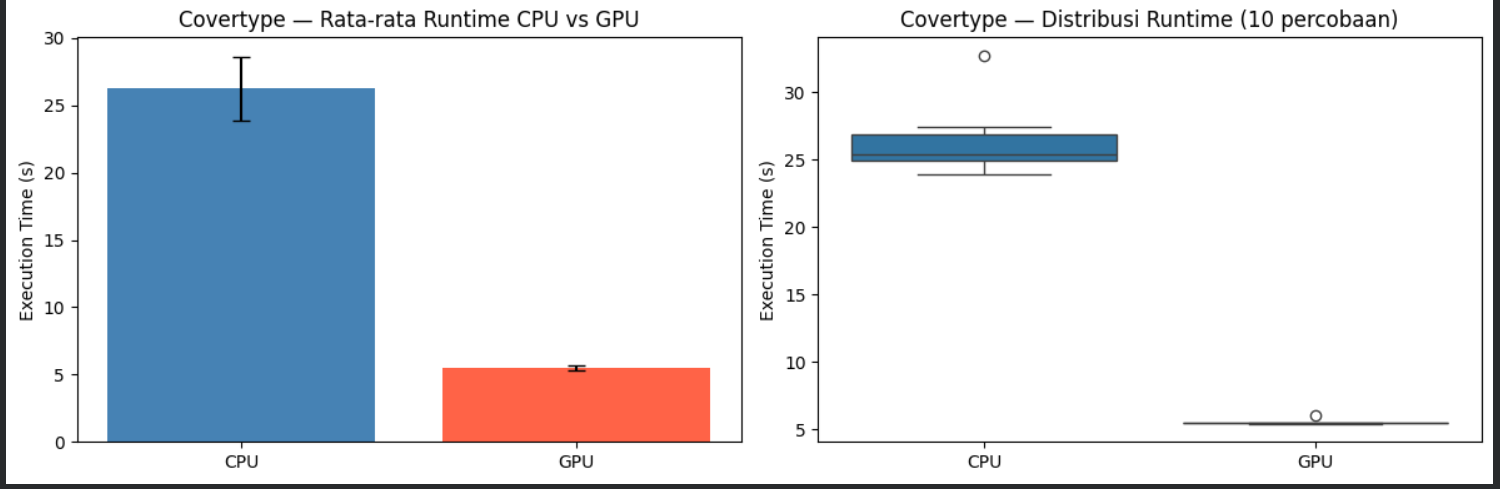 Covertype — Rata-rata Runtime CPU vs GPU
Execution Time (s)
30
25
20
15
10
5
0
CPU
GPU
Covertype — Distribusi Runtime (10 percobaan)
Execution Time (s)
30
25
20
15
10
5
CPU
GPU